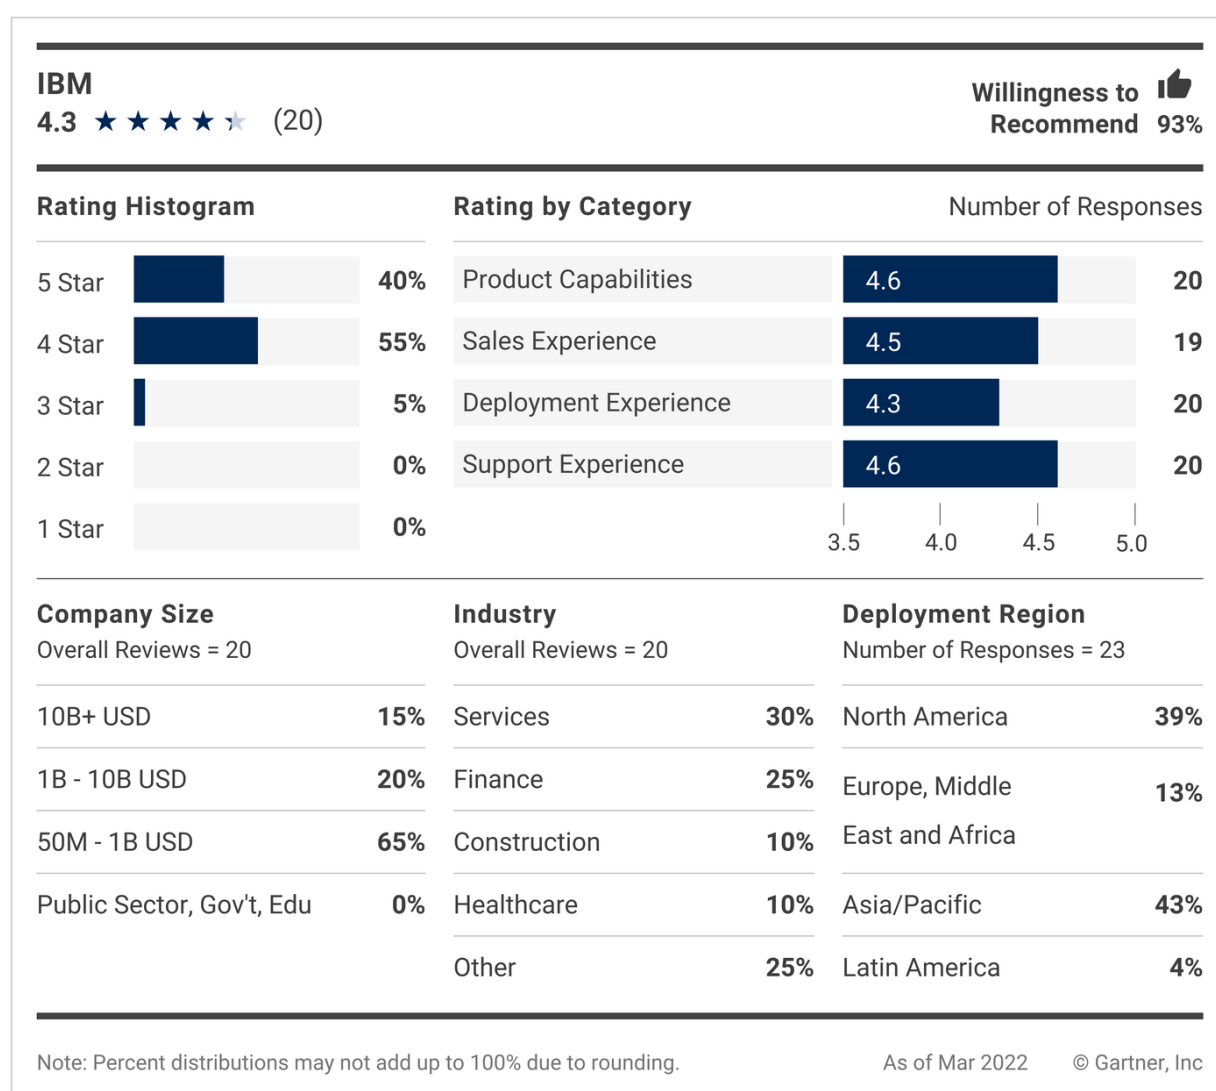 IBM
4.3 ★ ★ ★ ★ ★ (20)
Willingness to
Recommend 93%
Rating Histogram
5 Star 40%
4 Star 55%
3 Star 5%
2 Star 0%
1 Star 0%
Rating by Category Number of Responses
Product Capabilities 4.6 20
Sales Experience 4.5 19
Deployment Experience 4.3 20
Support Experience 4.6 20
3.5 4.0 4.5 5.0
Company Size
Overall Reviews = 20
10B+ USD 15%
1B - 10B USD 20%
50M - 1B USD 65%
Public Sector, Gov't, Edu 0%
Industry
Overall Reviews = 20
Services 30%
Finance 25%
Construction 10%
Healthcare 10%
Other 25%
Deployment Region
Number of Responses = 23
North America 39%
Europe, Middle 13%
East and Africa
Asia/Pacific 43%
Latin America 4%
Note: Percent distributions may not add up to 100% due to rounding.
As of Mar 2022 © Gartner, Inc